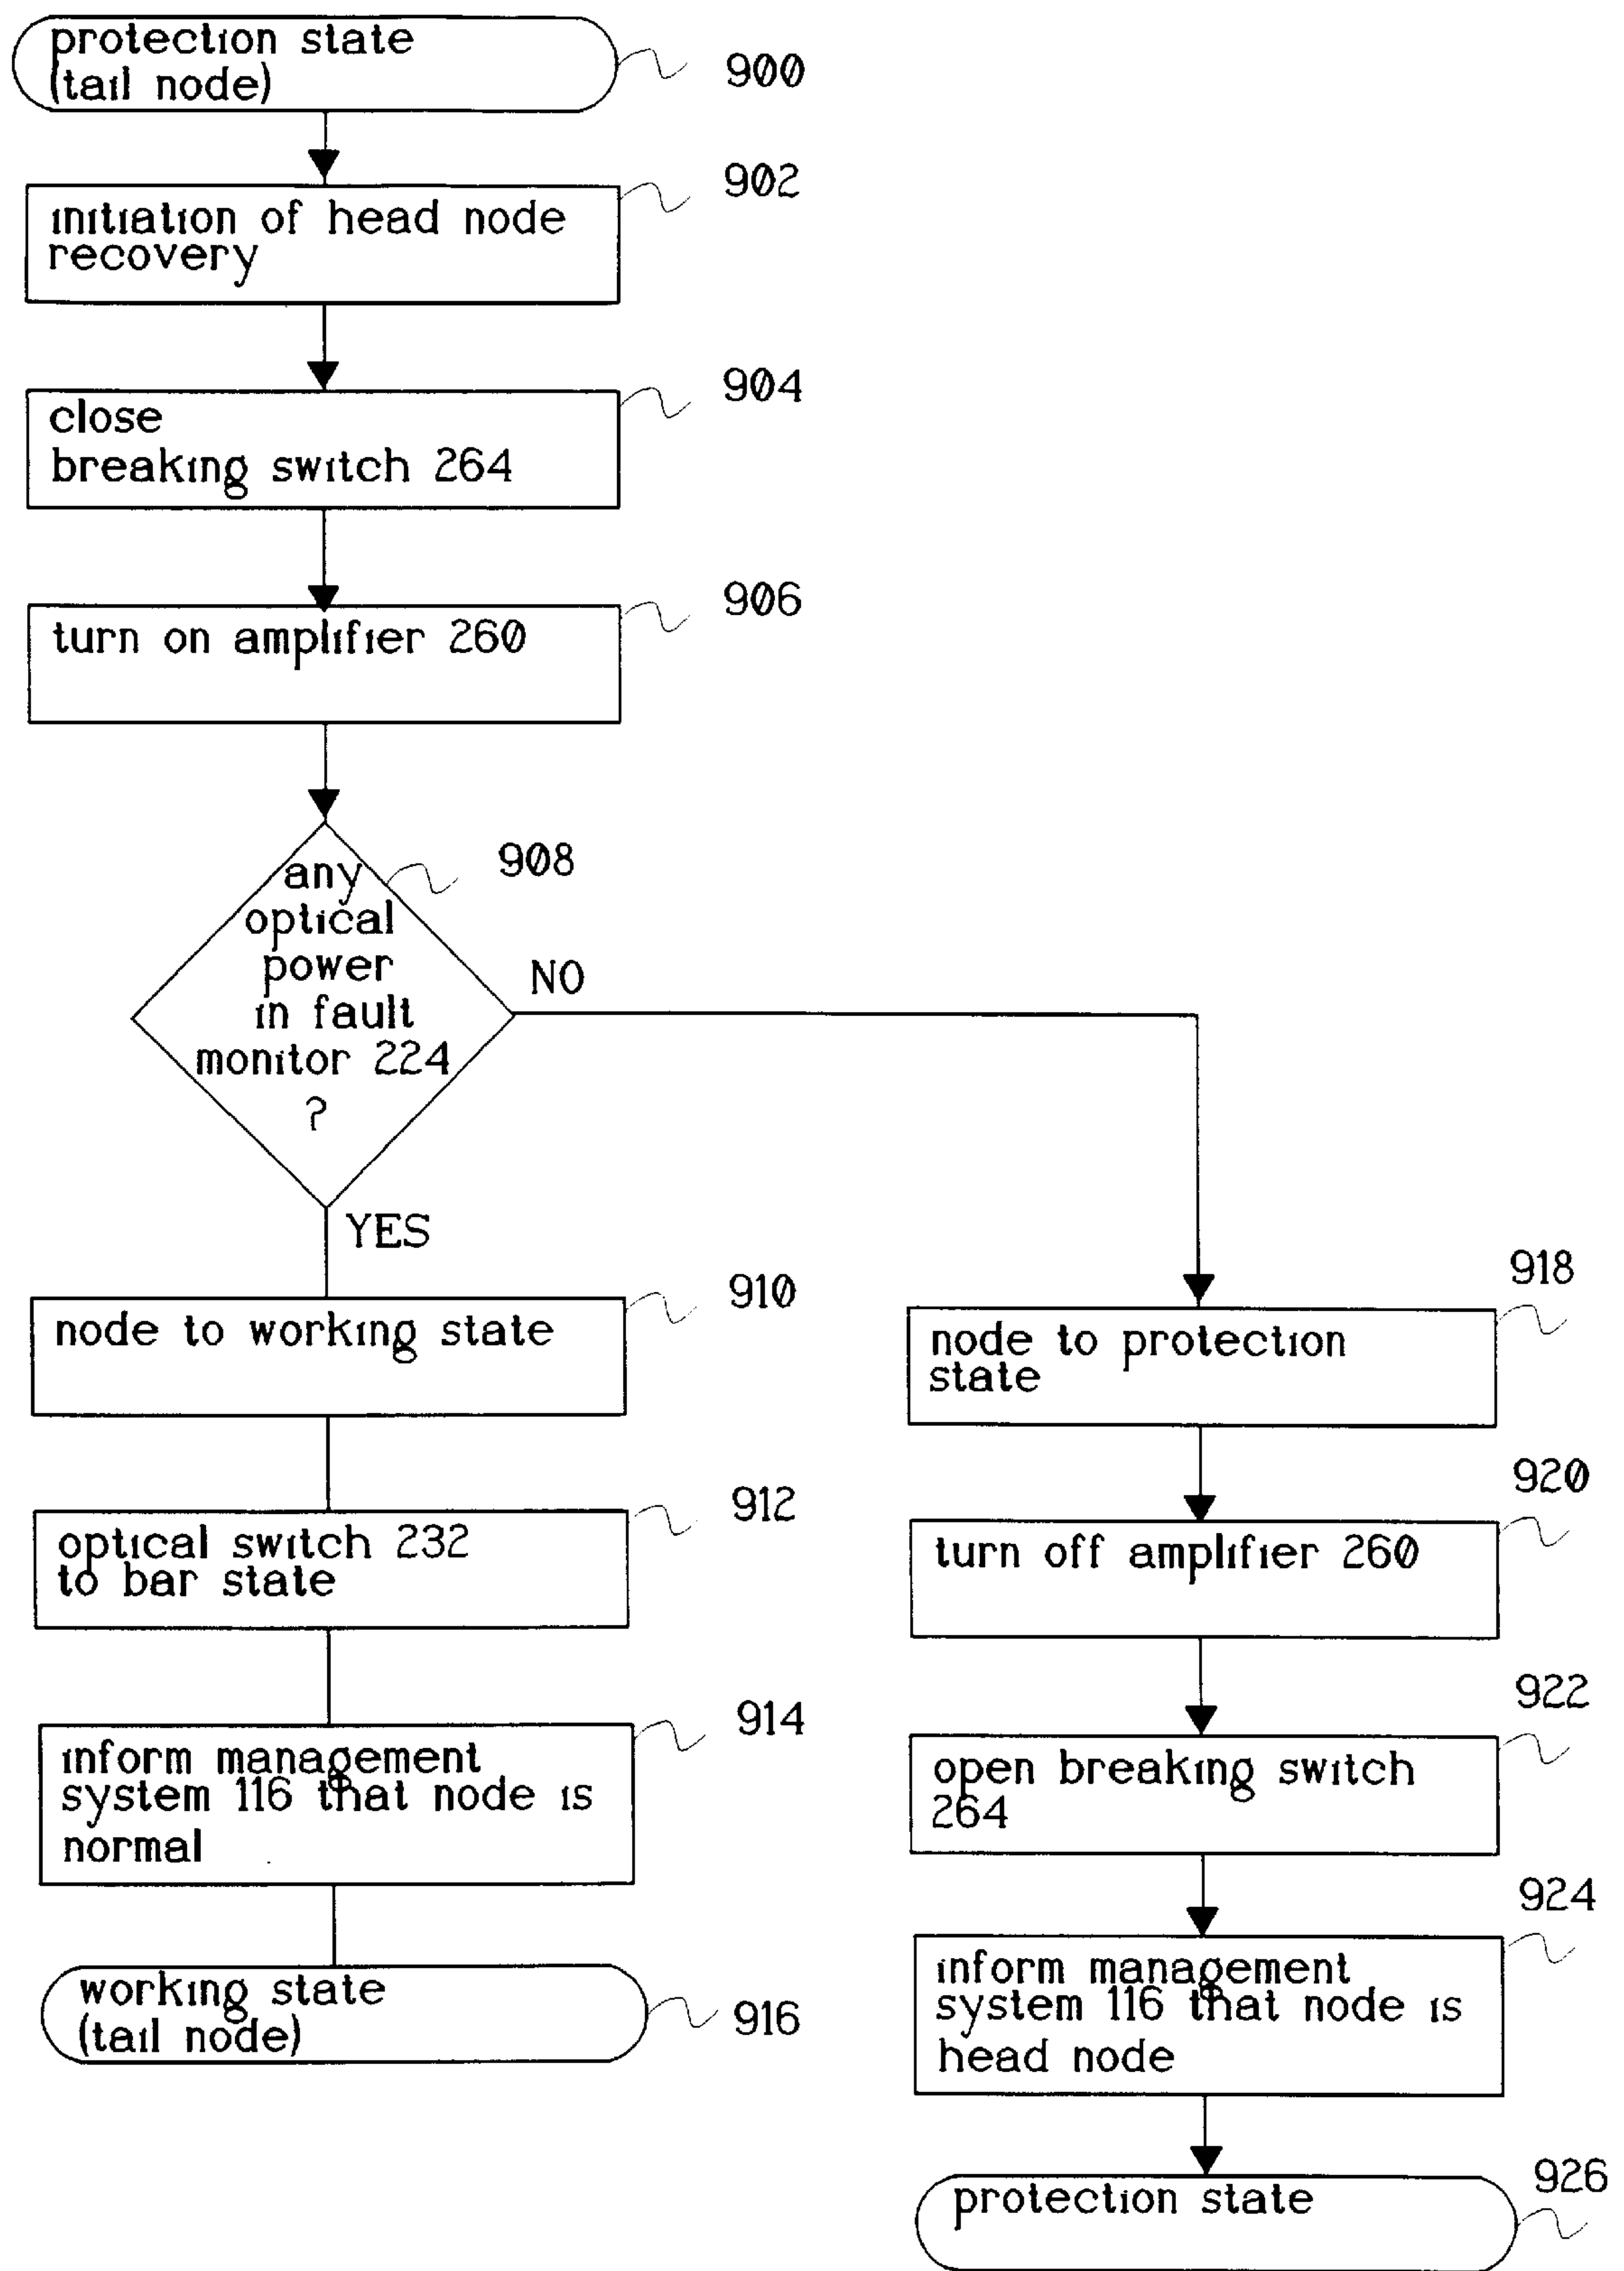 protection state
(tail node)
900
902
initiation of head node
recovery
904
close
breaking switch 264
906
turn on amplifier 260
908
any
optical
power
in fault
monitor 224
?
NO
YES
910
node to working state
912
optical switch 232
to bar state
914
inform management
system 116 that node is
normal
working state
(tail node)
916
918
node to protection
state
920
turn off amplifier 260
922
open breaking switch
264
924
inform management
system 116 that node is
head node
926
protection state